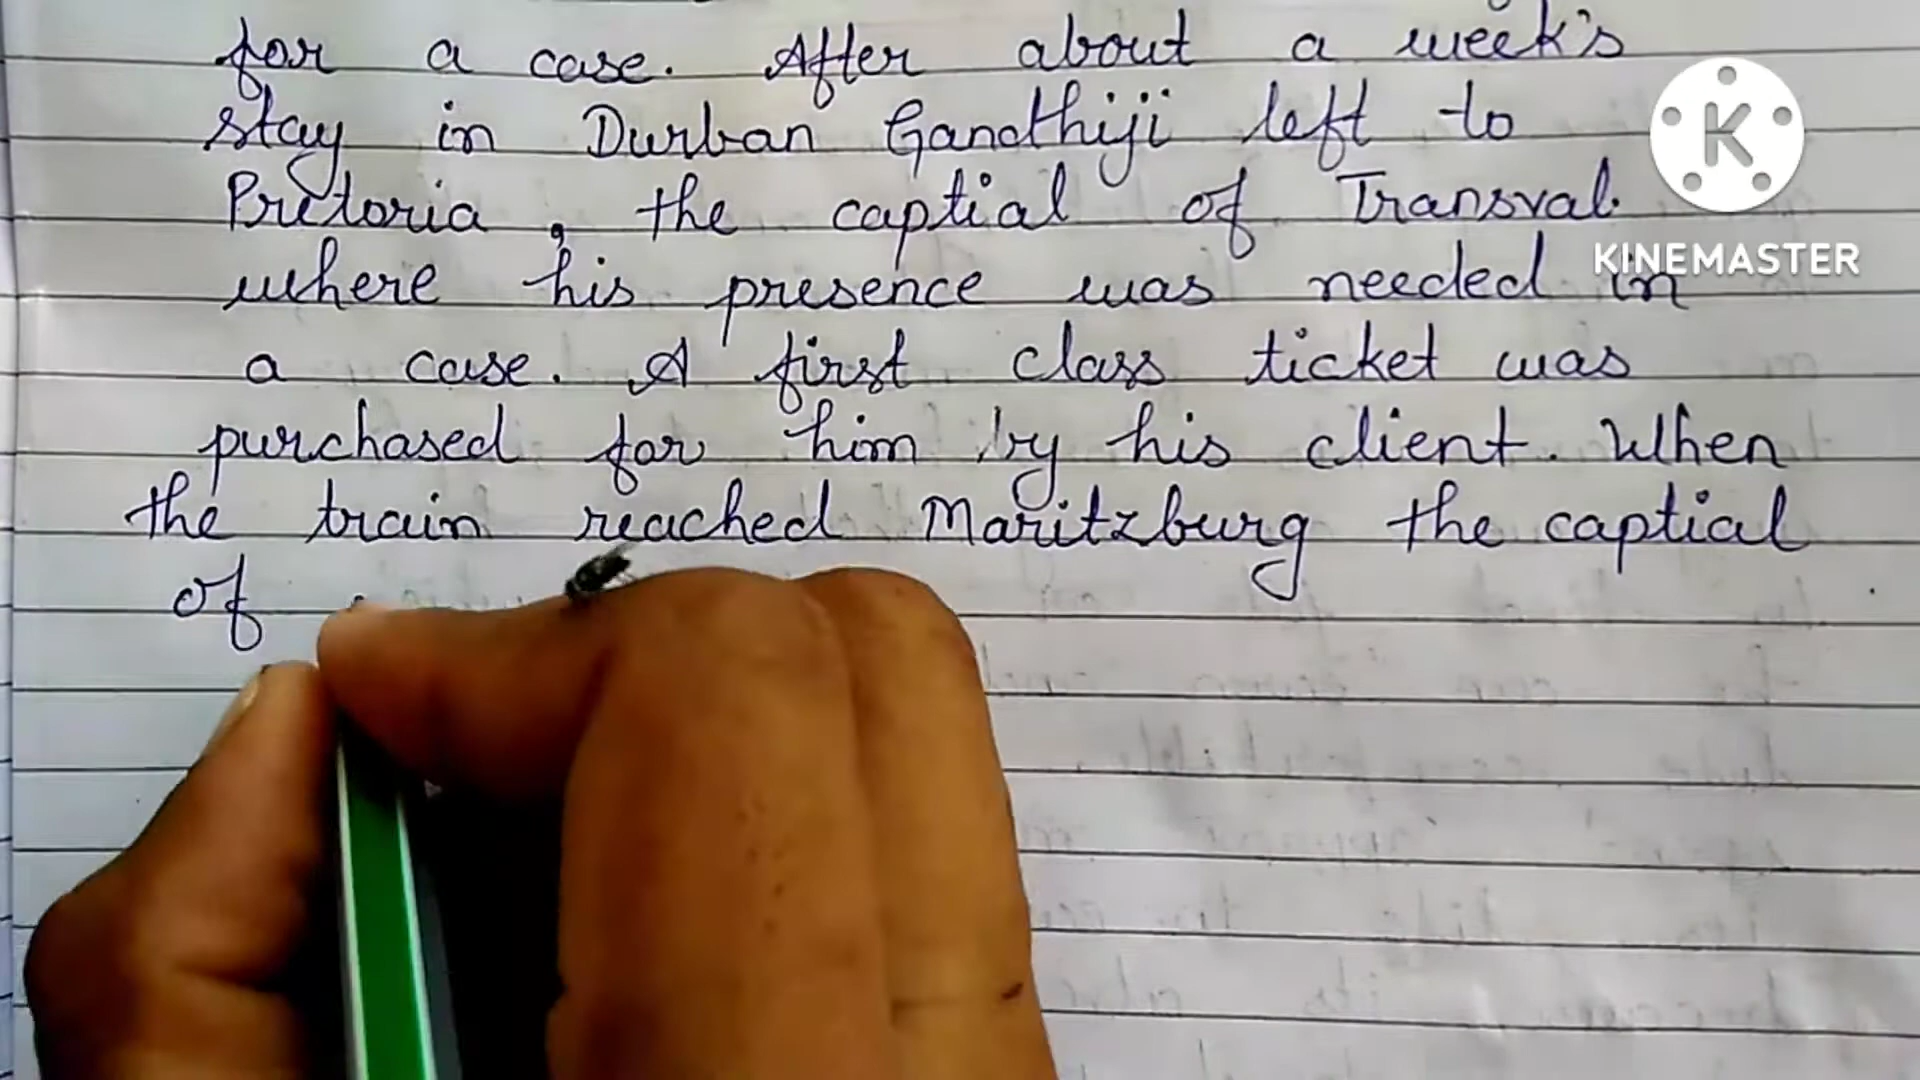 for a case. After about a week's
stay in Durban Gandhiji left to
Pretoria, the captial of Transval.
where his presence was needed in
a case. A first class ticket was
purchased for him by his client. When
the train reached Maritzburg the captial
of
K
KINEMASTER